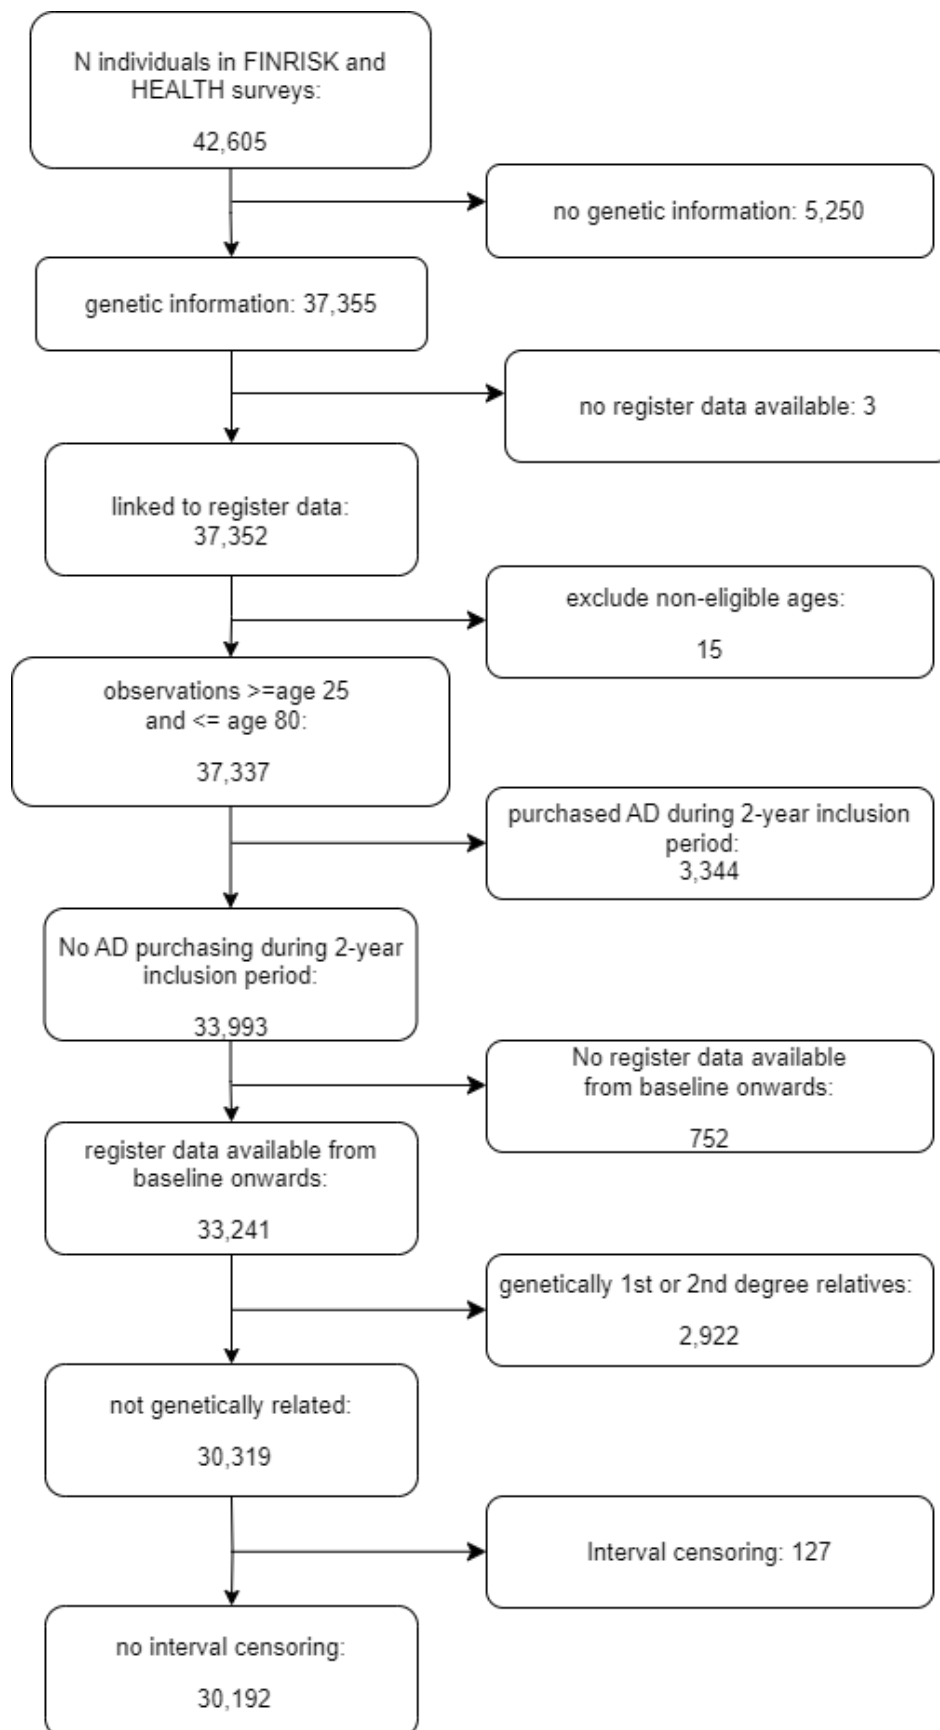 N individuals in FINRISK and
HEALTH surveys:
42,605
no genetic information: 5,250
genetic information: 37,355
no register data available: 3
linked to register data:
37,352
exclude non-eligible ages:
15
observations >=age 25
and <= age 80:
37,337
purchased AD during 2-year inclusion
period:
3,344
No AD purchasing during 2-year
inclusion period:
33,993
No register data available
from baseline onwards:
752
register data available from
baseline onwards:
33,241
genetically 1st or 2nd degree relatives:
2,922
not genetically related:
30,319
Interval censoring: 127
no interval censoring:
30,192